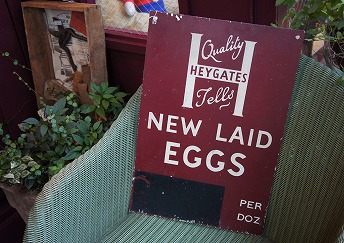 Quality
HEYGATES
Tells
NEW LAID
EGGS
PER
DOZ